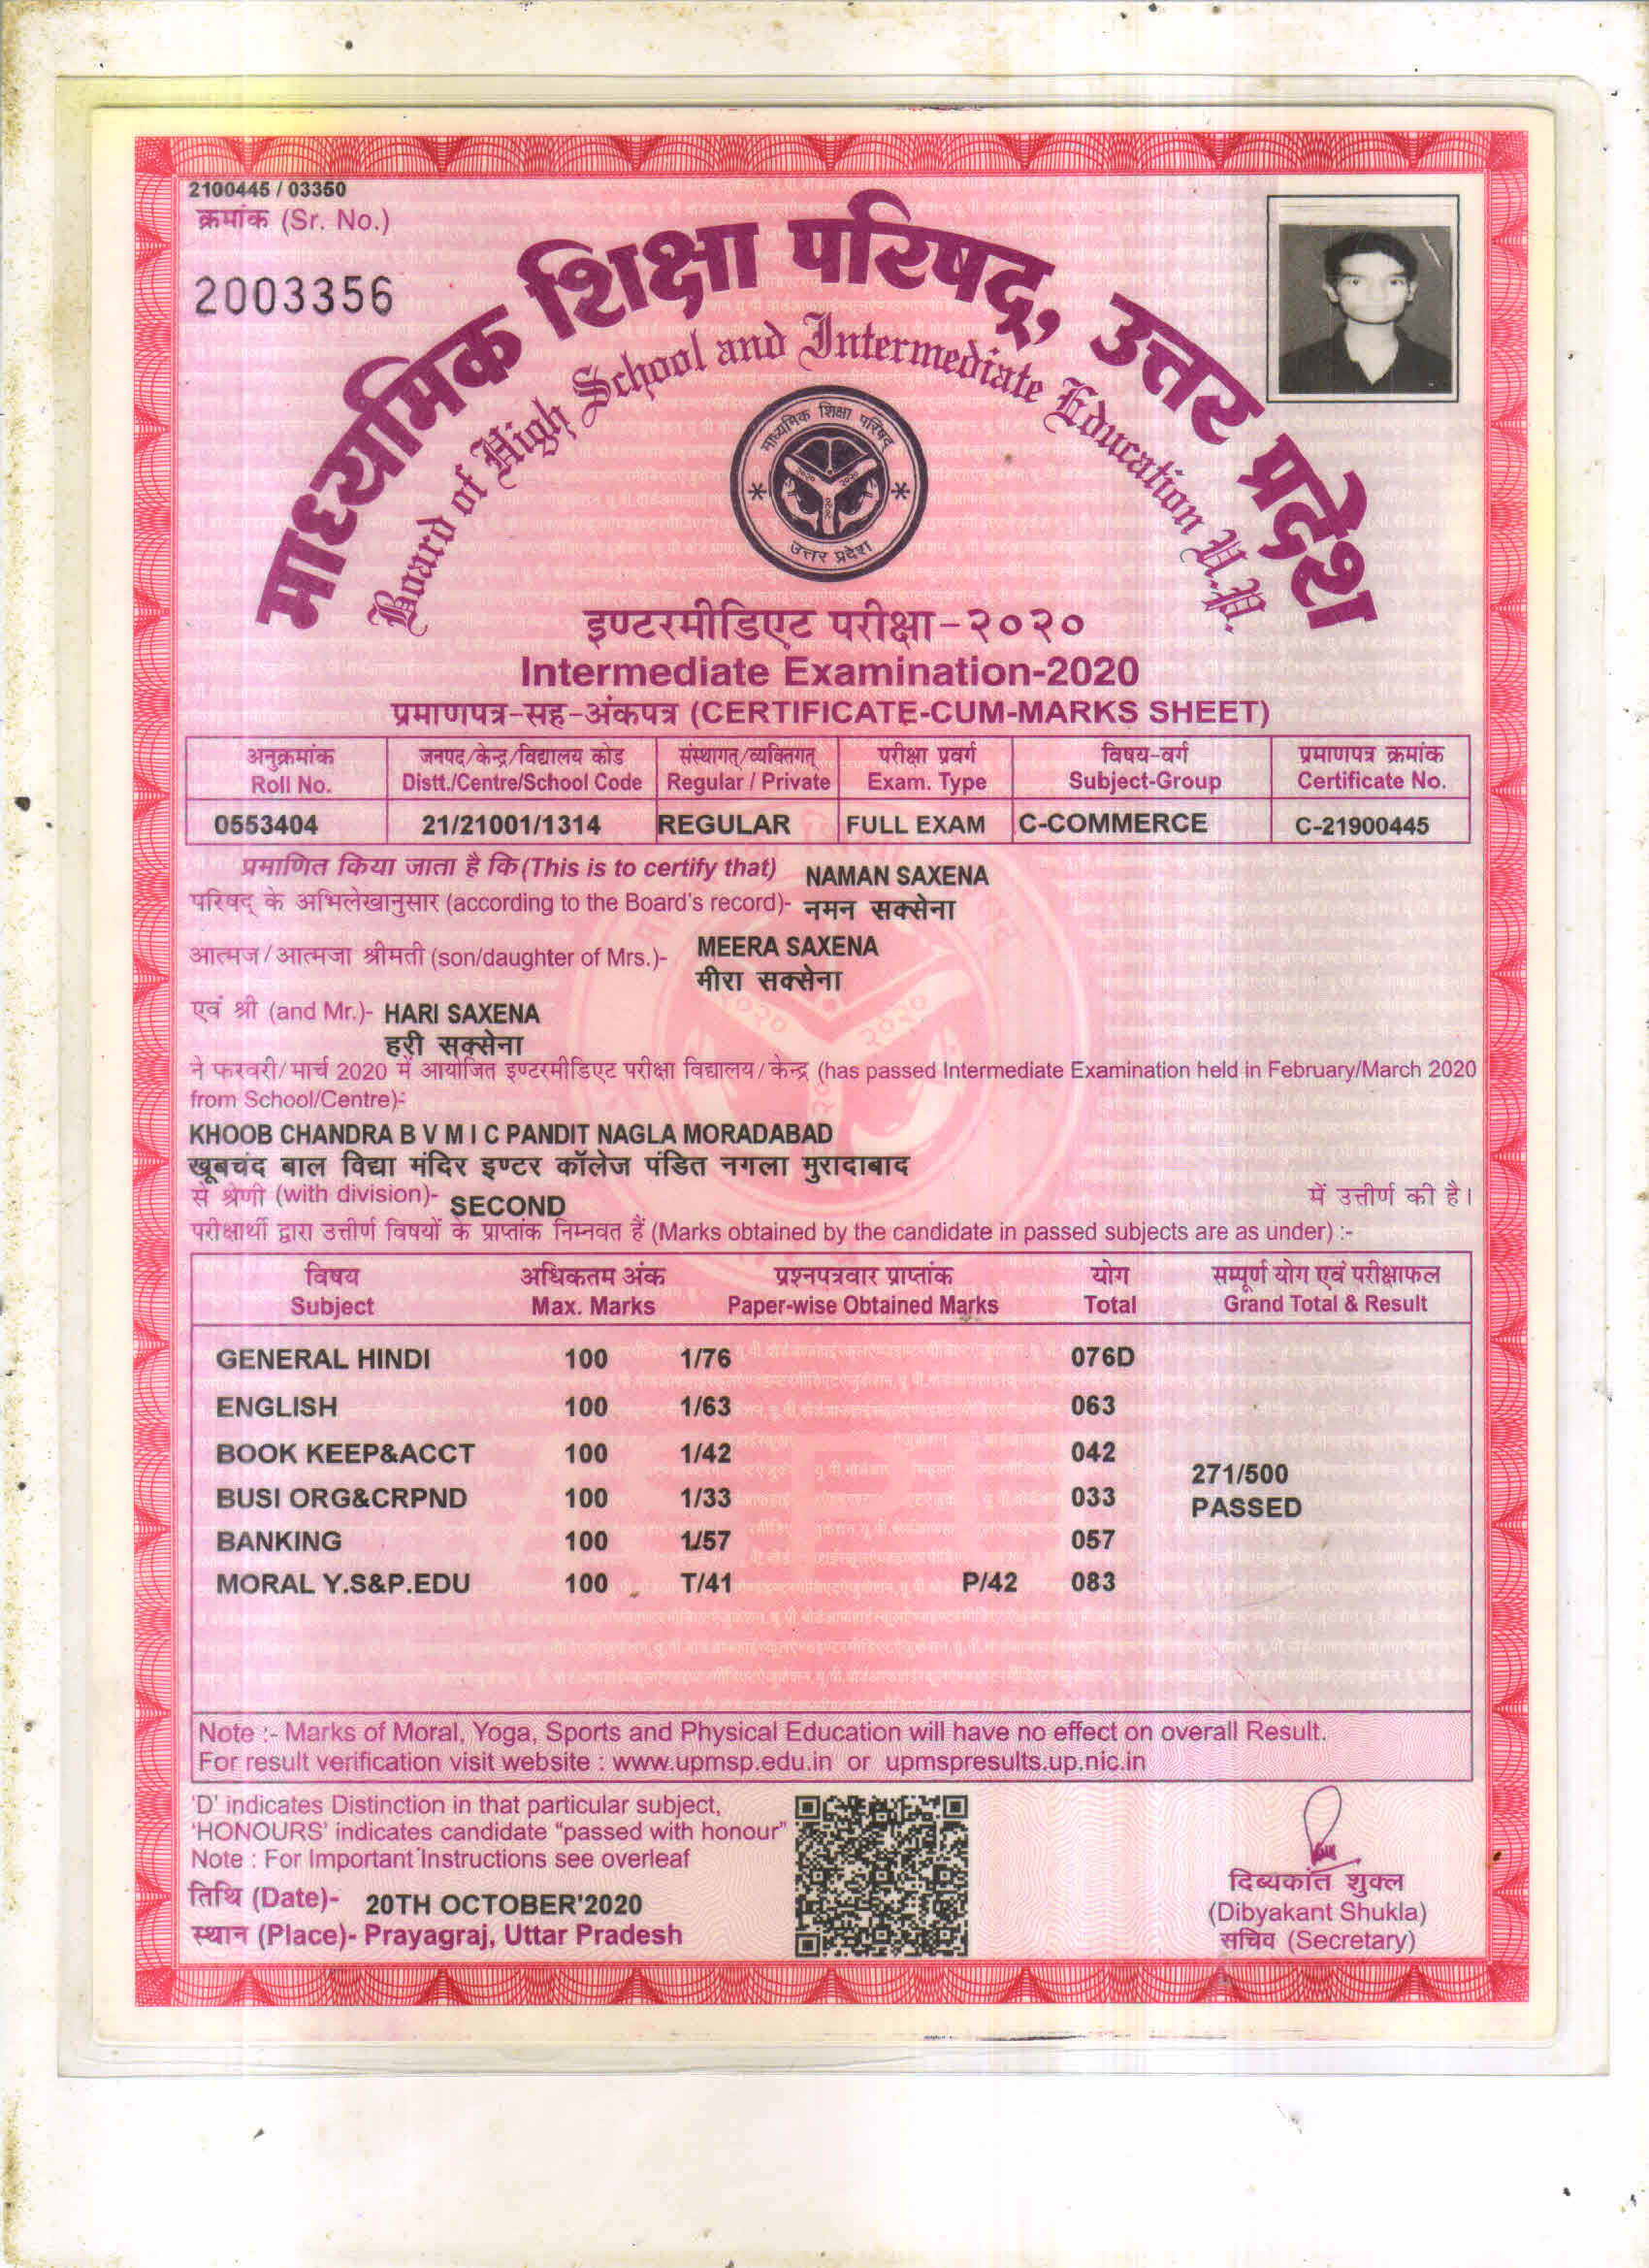 2100445 / 03350
क्रमांक (Sr. No.)
2003356
माध्यमिक शिक्षा परिषद्, उत्तर प्रदेश
Board of High School and Intermediate Education U.P.
माध्यमिक शिक्षा परिषद्
उत्तर प्रदेश
इण्टरमीडिएट परीक्षा-२०२०
Intermediate Examination-2020
प्रमाणपत्र-सह-अंकपत्र (CERTIFICATE-CUM-MARKS SHEET)
अनुक्रमांक जनपद/केन्द्र/विद्यालय कोड संस्थागत्/व्यक्तिगत् परीक्षा प्रवर्ग विषय-वर्ग प्रमाणपत्र क्रमांक
Roll No. Distt./Centre/School Code Regular / Private Exam. Type Subject-Group Certificate No.
0553404 21/21001/1314 REGULAR FULL EXAM C-COMMERCE C-21900445
प्रमाणित किया जाता है कि (This is to certify that) NAMAN SAXENA
परिषद् के अभिलेखानुसार (according to the Board's record)- नमन सक्सेना
आत्मज/आत्मजा श्रीमती (son/daughter of Mrs.)- MEERA SAXENA
मीरा सक्सेना
एवं श्री (and Mr.)- HARI SAXENA
हरी सक्सेना
ने फरवरी/मार्च 2020 में आयोजित इण्टरमीडिएट परीक्षा विद्यालय/केन्द्र (has passed Intermediate Examination held in February/March 2020
from School/Centre)-
KHOOB CHANDRA B V M I C PANDIT NAGLA MORADABAD
खूबचंद बाल विद्या मंदिर इण्टर कॉलेज पंडित नगला मुरादाबाद
से श्रेणी (with division)- SECOND में उत्तीर्ण की है।
परीक्षार्थी द्वारा उत्तीर्ण विषयों के प्राप्तांक निम्नवत हैं (Marks obtained by the candidate in passed subjects are as under) :-
विषय अधिकतम अंक प्रश्नपत्रवार प्राप्तांक योग सम्पूर्ण योग एवं परीक्षाफल
Subject Max. Marks Paper-wise Obtained Marks Total Grand Total & Result
GENERAL HINDI 100 1/76 076D
ENGLISH 100 1/63 063
BOOK KEEP&ACCT 100 1/42 042
271/500
BUSI ORG&CRPND 100 1/33 033
PASSED
BANKING 100 1/57 057
MORAL Y.S&P.EDU 100 T/41 P/42 083
Note :- Marks of Moral, Yoga, Sports and Physical Education will have no effect on overall Result.
For result verification visit website : www.upmsp.edu.in or upmspresults.up.nic.in
'D' indicates Distinction in that particular subject,
'HONOURS' indicates candidate "passed with honour"
Note : For Important Instructions see overleaf
तिथि (Date)- 20TH OCTOBER'2020
स्थान (Place)- Prayagraj, Uttar Pradesh
दिब्यकांत शुक्ल
(Dibyakant Shukla)
सचिव (Secretary)